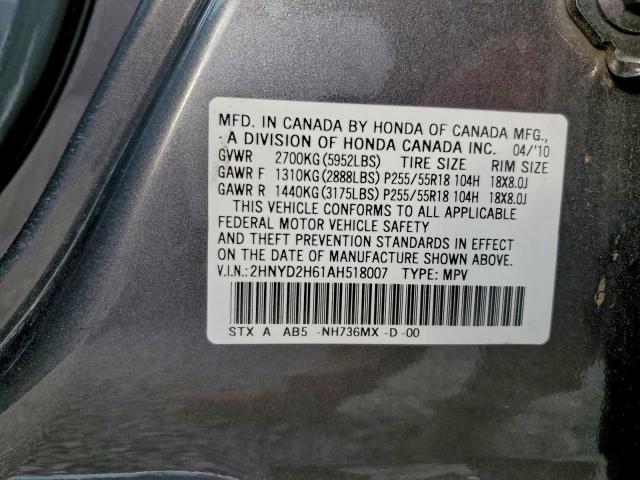 MFD. IN CANADA BY HONDA OF CANADA MFG.,
A DIVISION OF HONDA CANADA INC. 04/'10
GVWR 2700KG(5952LBS) TIRE SIZE RIM SIZE
GAWR F 1310KG(2888LBS) P255/55R18 104H 18X8.0J
GAWR R 1440KG(3175LBS) P255/55R18 104H 18X8.0J
THIS VEHICLE CONFORMS TO ALL APPLICABLE
FEDERAL MOTOR VEHICLE SAFETY
AND THEFT PREVENTION STANDARDS IN EFFECT
ON THE DATE OF MANUFACTURE SHOWN ABOVE.
V.I.N.:2HNYD2H61AH518007 TYPE: MPV
STX A AB5 -NH736MX -D -00